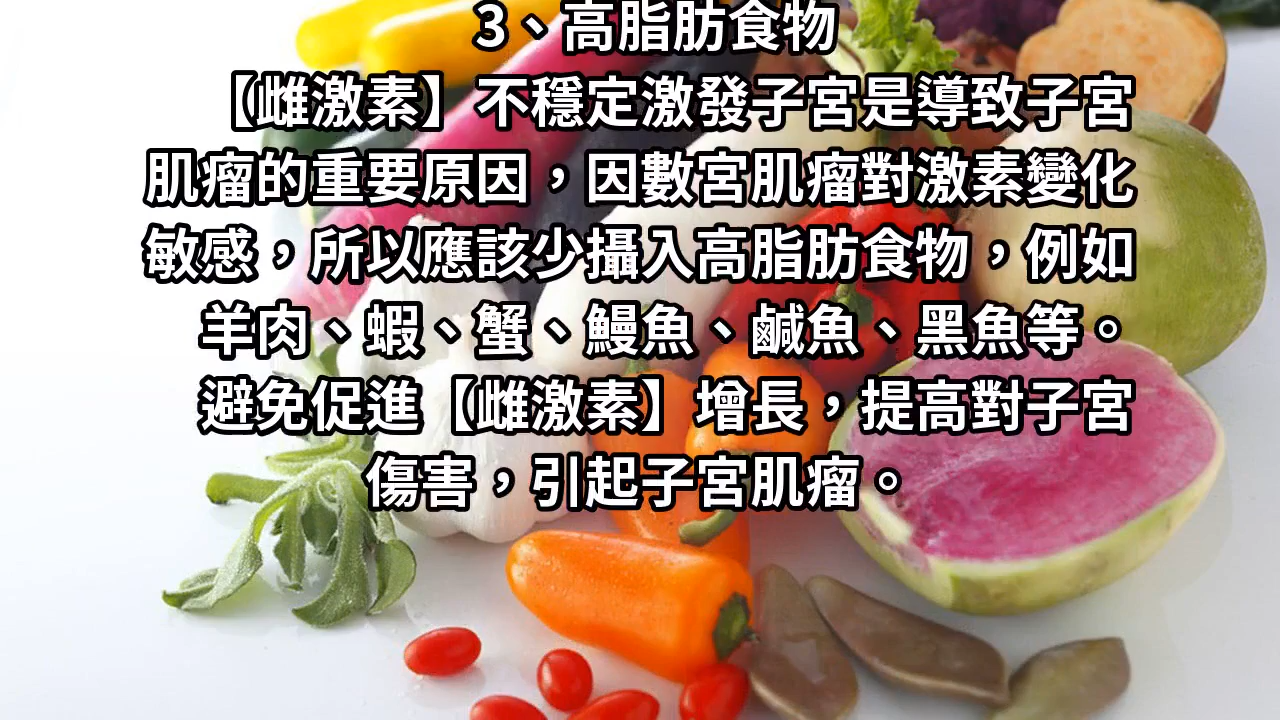 3、高脂肪食物
【雌激素】不穩定激發子宮是導致子宮
肌瘤的重要原因，因數宮肌瘤對激素變化
敏感，所以應該少攝入高脂肪食物，例如
羊肉、蝦、蟹、鰻魚、鹹魚、黑魚等。
避免促進【雌激素】增長，提高對子宮
傷害，引起子宮肌瘤。